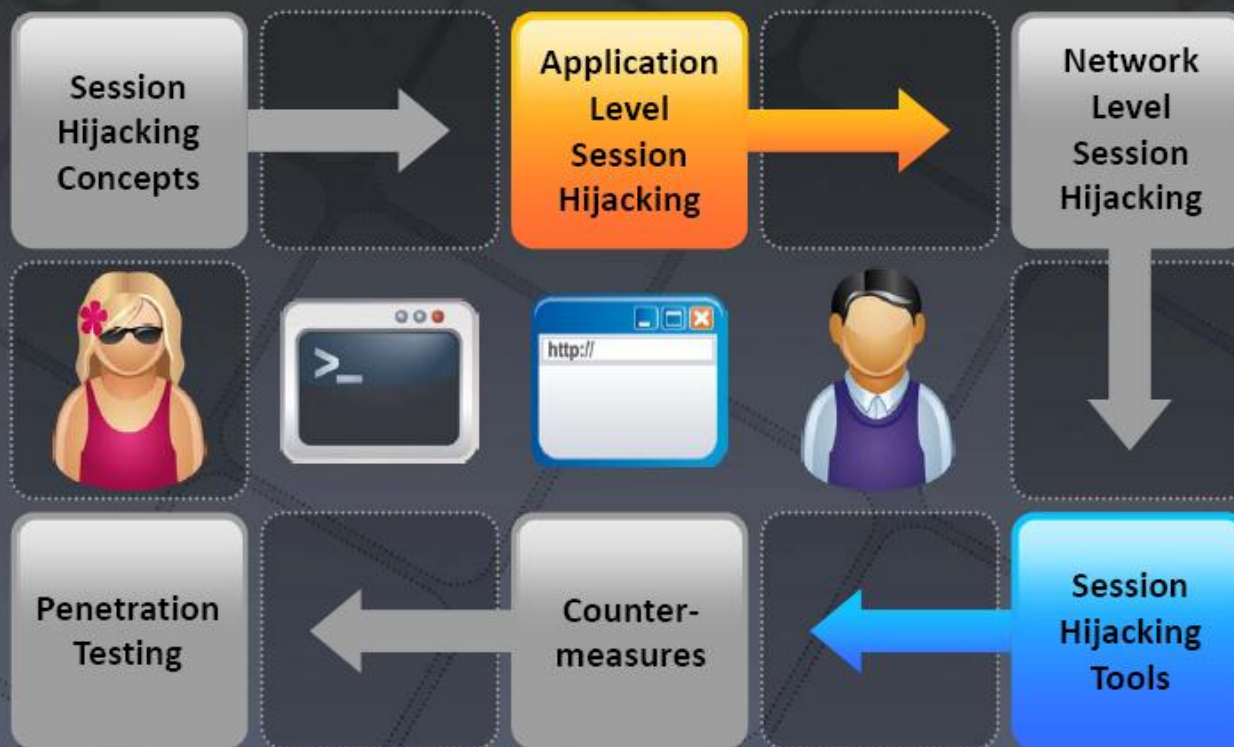 Session
Hijacking
Concepts
Application
Level
Session
Hijacking
Network
Level
Session
Hijacking
>_
http://
Penetration
Testing
Counter-
measures
Session
Hijacking
Tools